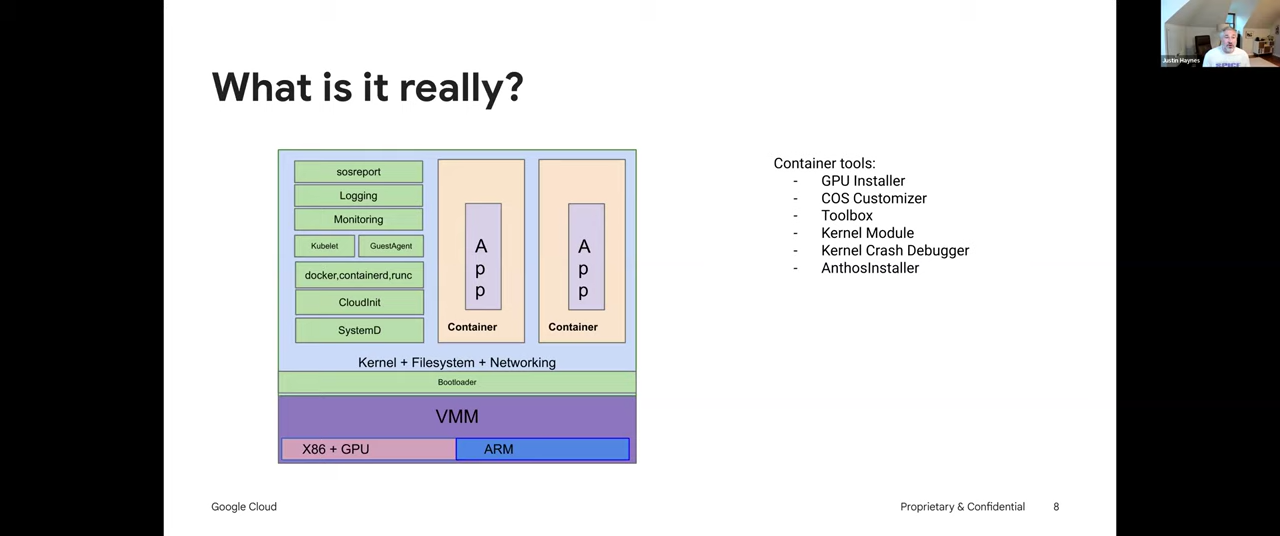 What is it really?
sosreport
Logging
Monitoring
Kubelet
GuestAgent
docker,containerd,runc
CloudInit
SystemD
App
Container
App
Container
Kernel + Filesystem + Networking
Bootloader
VMM
X86 + GPU
ARM
Container tools:
- GPU Installer
- COS Customizer
- Toolbox
- Kernel Module
- Kernel Crash Debugger
- AnthosInstaller
Google Cloud
Proprietary & Confidential
8
Justin Haynes